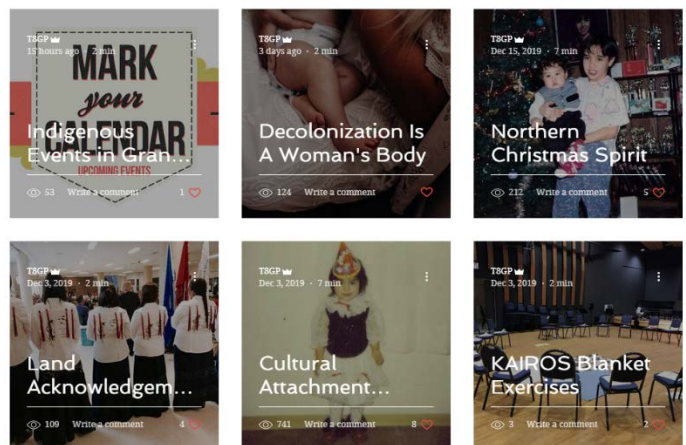 T8GP
15 hours ago · 2 min
MARK
your
CALENDAR
UPCOMING EVENTS
Indigenous
Events in Gran...
53 Write a comment 1
T8GP
3 days ago · 2 min
Decolonization Is
A Woman's Body
124 Write a comment
T8GP
Dec 15, 2019 · 7 min
Northern
Christmas Spirit
212 Write a comment 5
T8GP
Dec 3, 2019 · 2 min
Land
Acknowledgem...
109 Write a comment 4
T8GP
Dec 3, 2019 · 7 min
Cultural
Attachment...
741 Write a comment 8
T8GP
Dec 3, 2019 · 2 min
KAIROS Blanket
Exercises
3 Write a comment 2